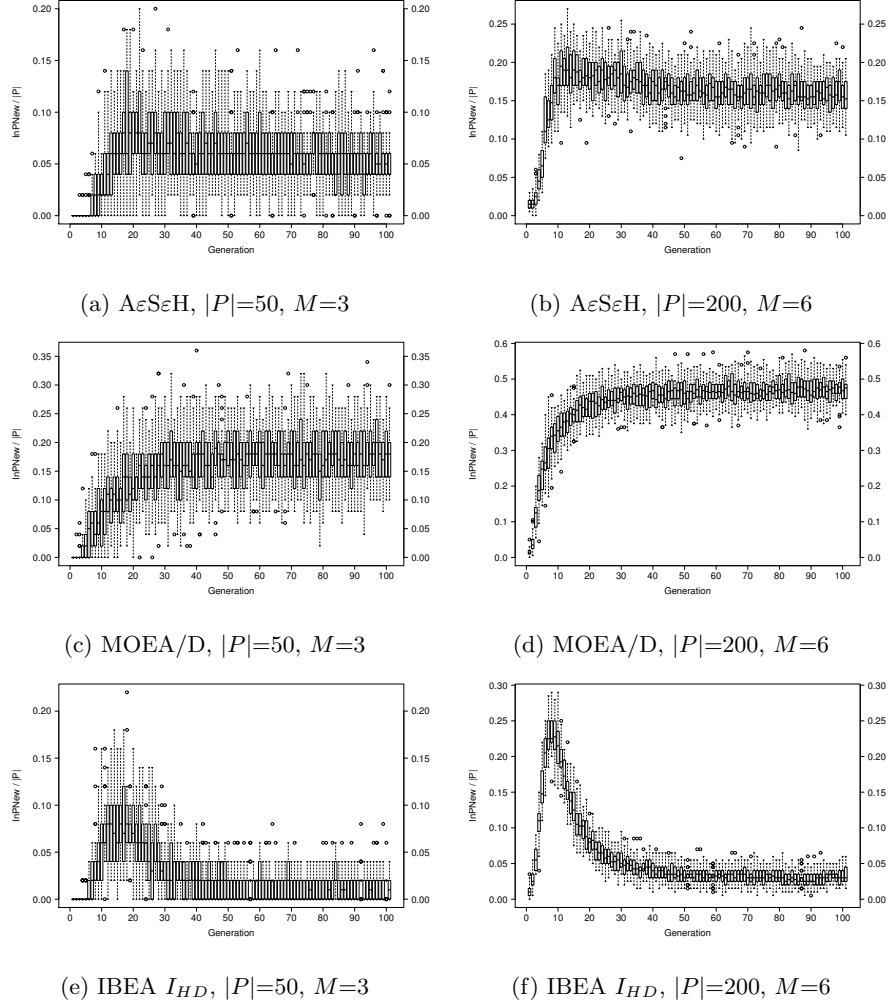 0.20 0.20
0.15 0.15
0.10 0.10
0.05 0.05
0.00 0.00
InPNew / |P|
0 10 20 30 40 50 60 70 80 90 100
Generation
(a) AεSεH, |P|=50, M=3
0.25 0.25
0.20 0.20
0.15 0.15
0.10 0.10
0.05 0.05
0.00 0.00
InPNew / |P|
0 10 20 30 40 50 60 70 80 90 100
Generation
(b) AεSεH, |P|=200, M=6
0.35 0.35
0.30 0.30
0.25 0.25
0.20 0.20
0.15 0.15
0.10 0.10
0.05 0.05
0.00 0.00
InPNew / |P|
0 10 20 30 40 50 60 70 80 90 100
Generation
(c) MOEA/D, |P|=50, M=3
0.6 0.6
0.5 0.5
0.4 0.4
0.3 0.3
0.2 0.2
0.1 0.1
0.0 0.0
InPNew / |P|
0 10 20 30 40 50 60 70 80 90 100
Generation
(d) MOEA/D, |P|=200, M=6
0.20 0.20
0.15 0.15
0.10 0.10
0.05 0.05
0.00 0.00
InPNew / |P|
0 10 20 30 40 50 60 70 80 90 100
Generation
(e) IBEA I_HD, |P|=50, M=3
0.30 0.30
0.25 0.25
0.20 0.20
0.15 0.15
0.10 0.10
0.05 0.05
0.00 0.00
InPNew / |P|
0 10 20 30 40 50 60 70 80 90 100
Generation
(f) IBEA I_HD, |P|=200, M=6